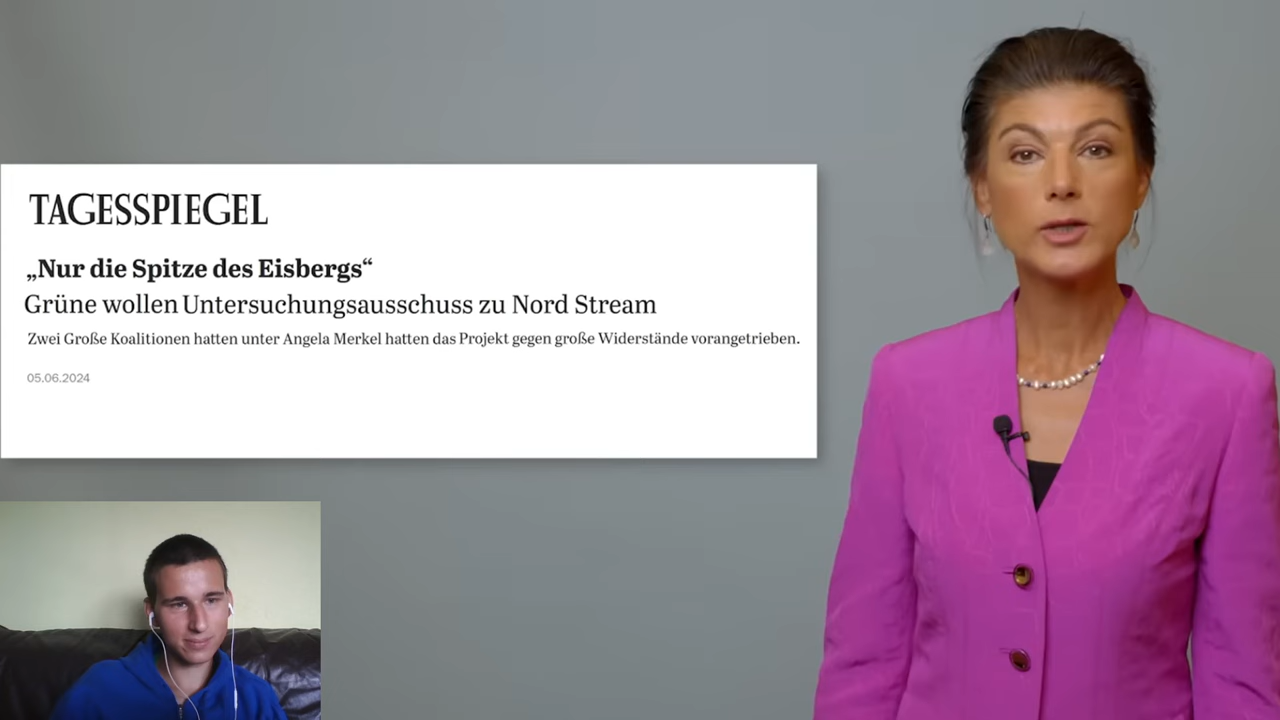 TAGESSPIEGEL
„Nur die Spitze des Eisbergs“
Grüne wollen Untersuchungsausschuss zu Nord Stream
Zwei Große Koalitionen hatten unter Angela Merkel hatten das Projekt gegen große Widerstände vorangetrieben.
05.06.2024